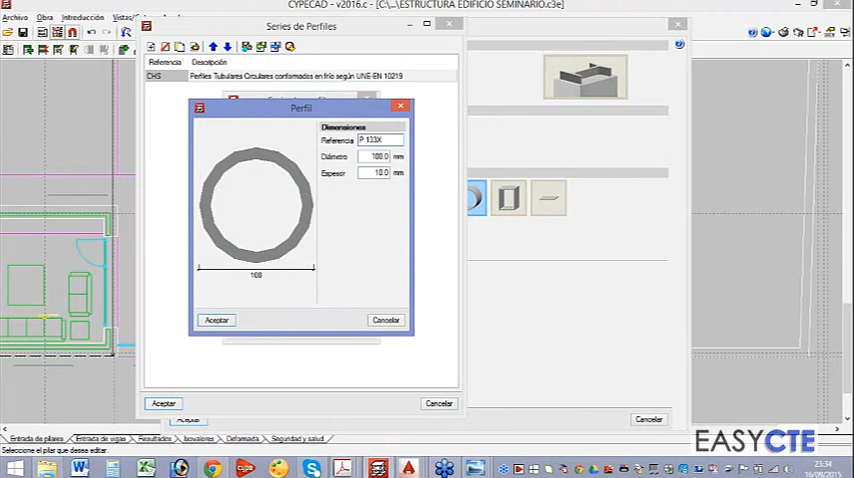 CYPECAD - v2016.c - [C:\...\ESTRUCTURA EDIFICIO SEMINARIO.c3e]
Archivo Obra Introducción Vistas/
Series de Perfiles
Referencia Descripción
CHS Perfiles Tubulares Circulares conformados en frío según UNE-EN 10219
Perfil
Dimensiones
Referencia P 133X
Diámetro 100.0 mm
Espesor 10.0 mm
100
Aceptar Cancelar
Aceptar Cancelar
Aceptar Cancelar
Entrada de pilares Entrada de vigas Resultados Isovalores Deformada Seguridad y salud
Seleccione el pilar que desea editar.
EASYCTE
23:34
16/09/2015